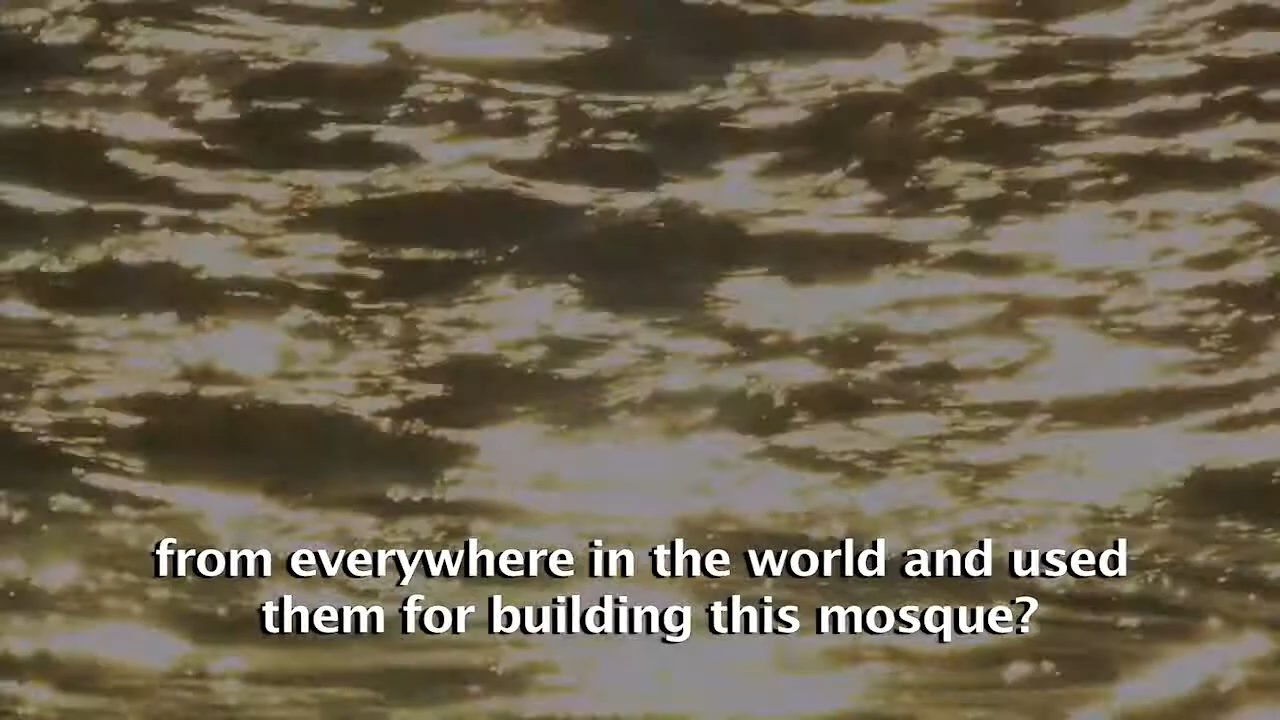 from everywhere in the world and used
them for building this mosque?